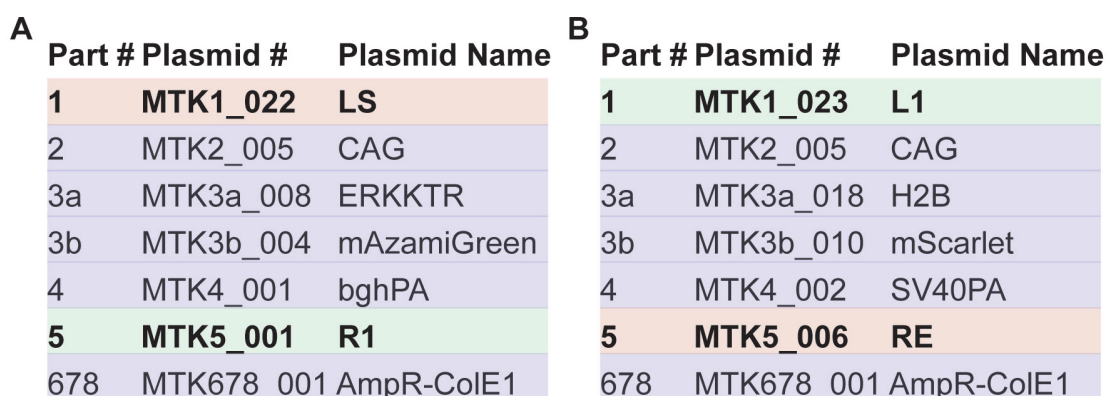 A
Part # Plasmid # Plasmid Name
1 MTK1_022 LS
2 MTK2_005 CAG
3a MTK3a_008 ERKKTR
3b MTK3b_004 mAzamiGreen
4 MTK4_001 bghPA
5 MTK5_001 R1
678 MTK678_001 AmpR-ColE1
B
Part # Plasmid # Plasmid Name
1 MTK1_023 L1
2 MTK2_005 CAG
3a MTK3a_018 H2B
3b MTK3b_010 mScarlet
4 MTK4_002 SV40PA
5 MTK5_006 RE
678 MTK678_001 AmpR-ColE1